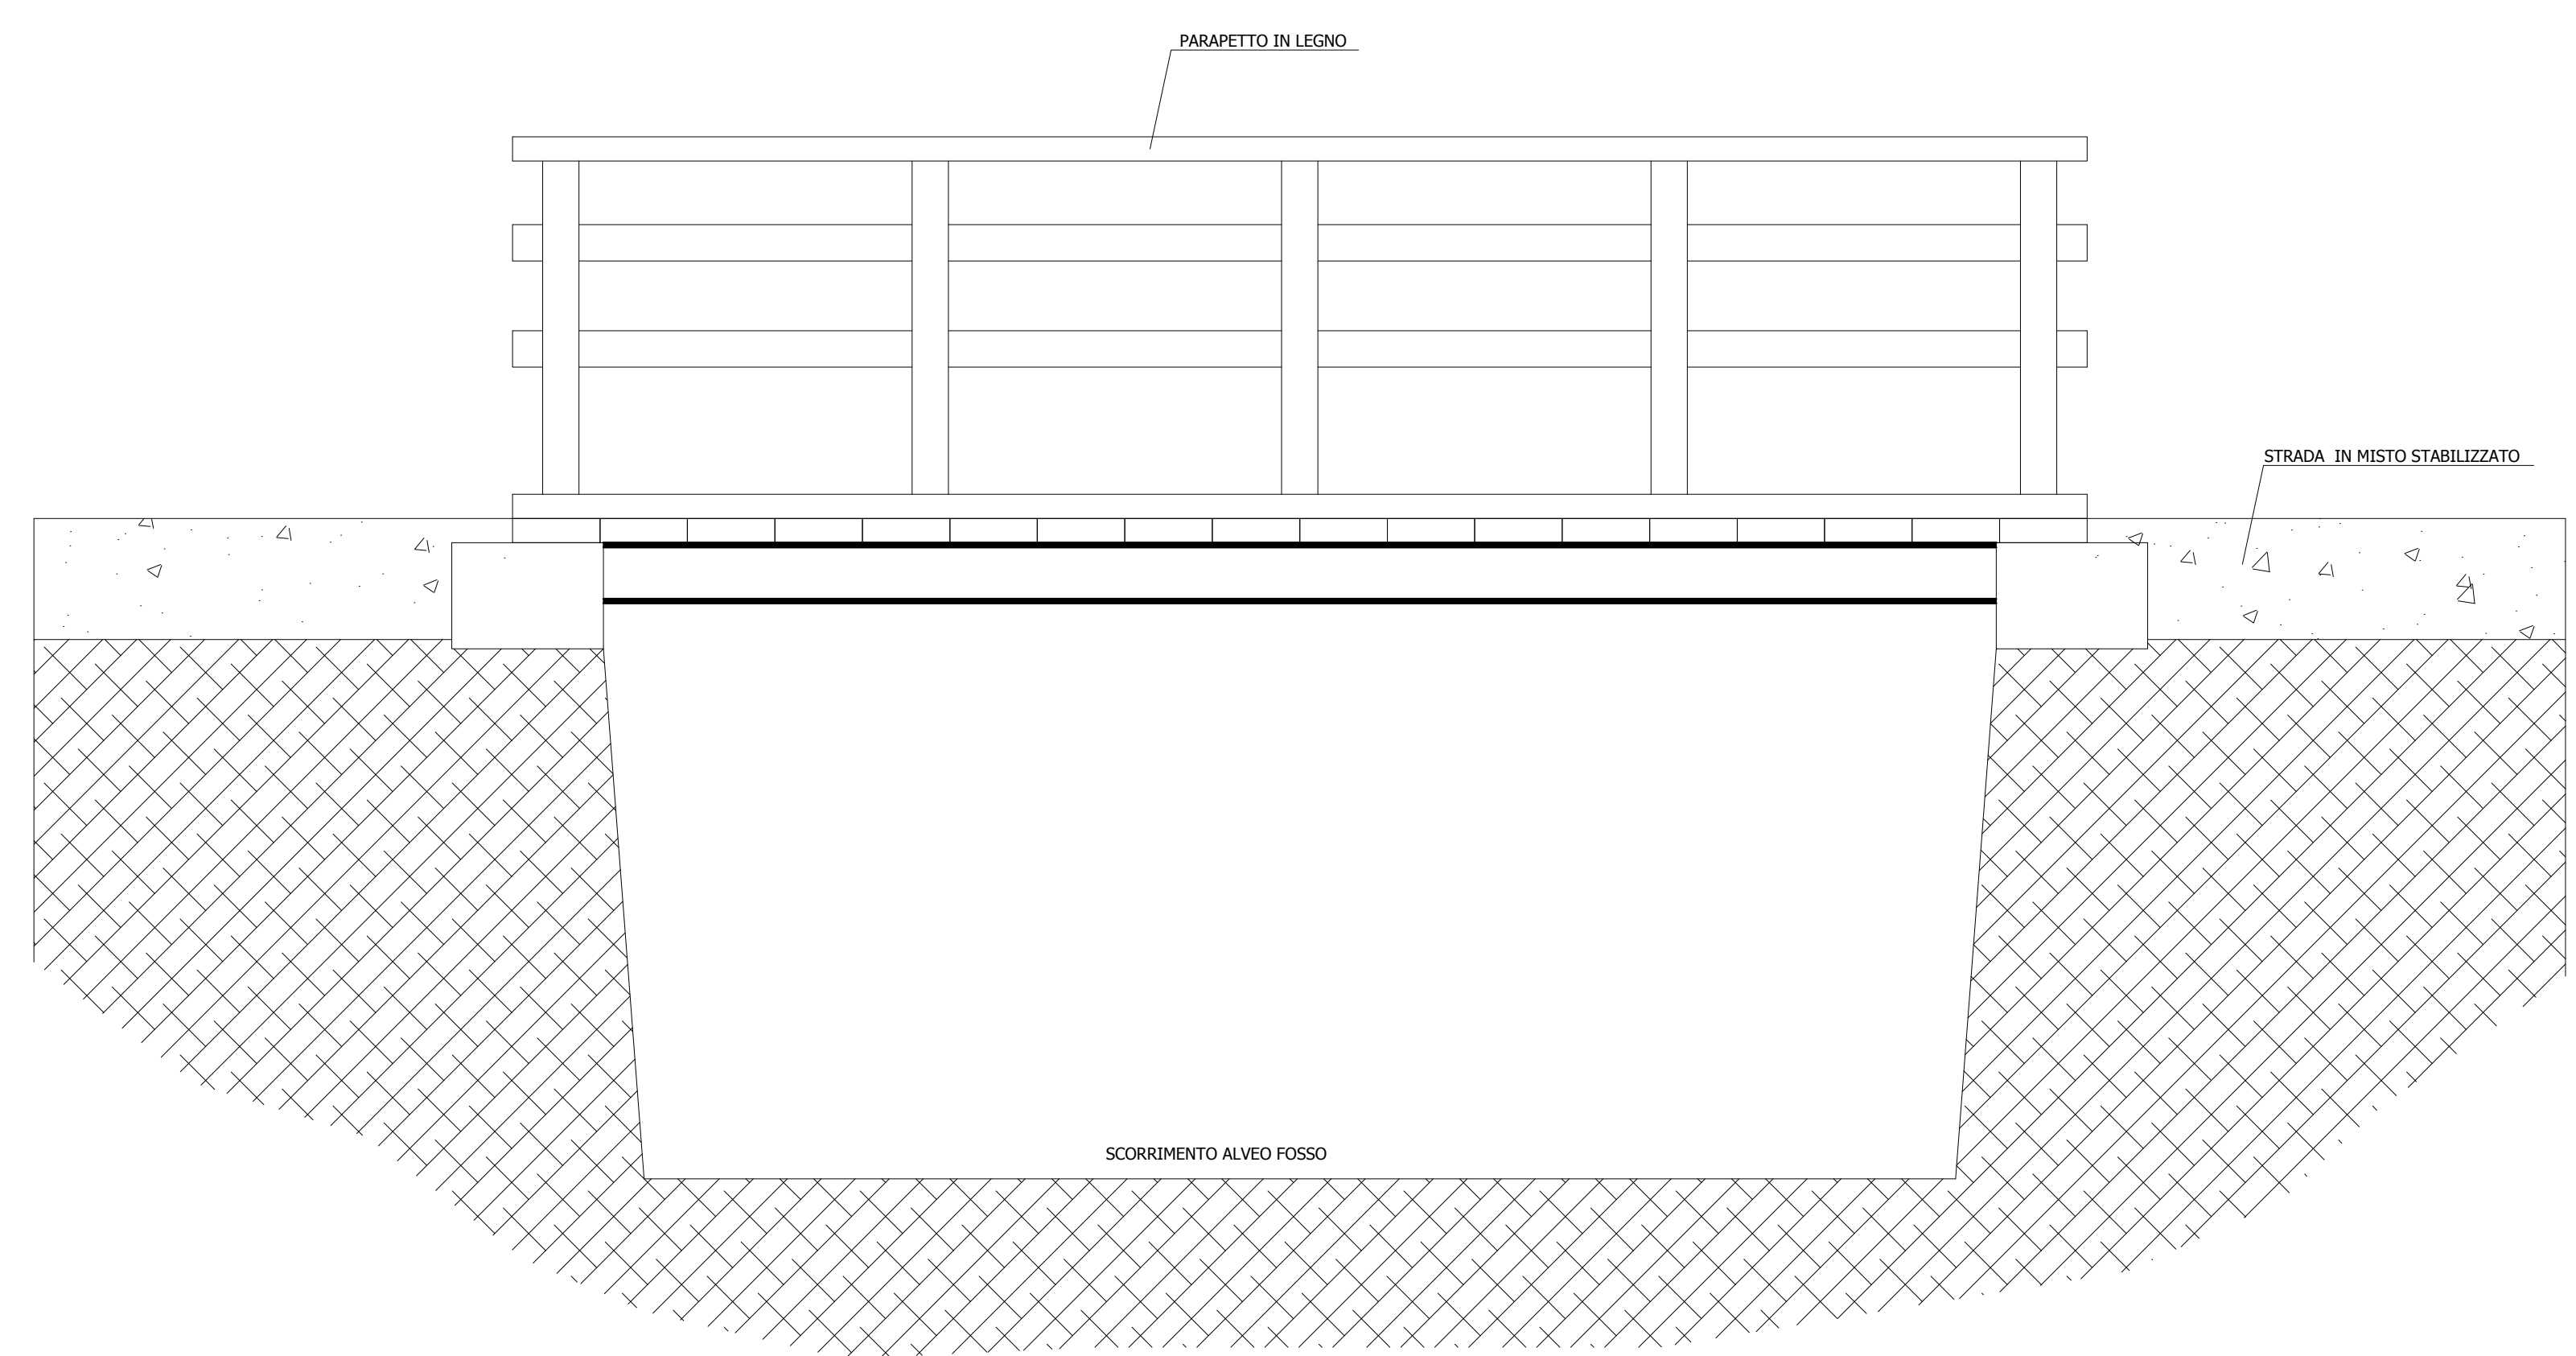 PARAPETTO IN LEGNO
STRADA  IN MISTO STABILIZZATO
SCORRIMENTO ALVEO FOSSO